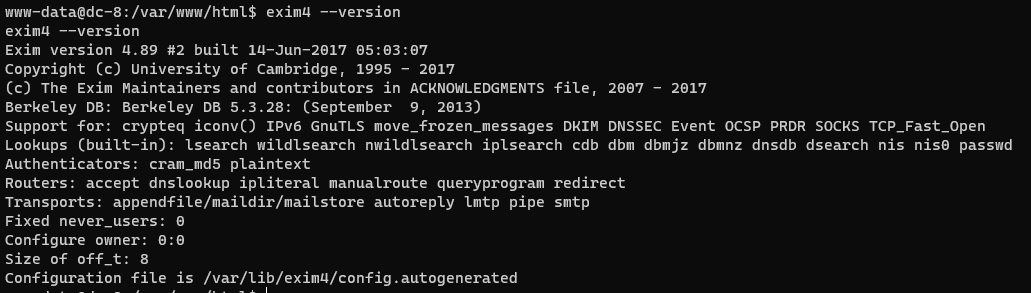 www-data@dc-8:/var/www/html$ exim4 --version
exim4 --version
Exim version 4.89 #2 built 14-Jun-2017 05:03:07
Copyright (c) University of Cambridge, 1995 - 2017
(c) The Exim Maintainers and contributors in ACKNOWLEDGMENTS file, 2007 - 2017
Berkeley DB: Berkeley DB 5.3.28: (September  9, 2013)
Support for: crypteq iconv() IPv6 GnuTLS move_frozen_messages DKIM DNSSEC Event OCSP PRDR SOCKS TCP_Fast_Open
Lookups (built-in): lsearch wildlsearch nwildlsearch iplsearch cdb dbm dbmjz dbmnz dnsdb dsearch nis nis0 passwd
Authenticators: cram_md5 plaintext
Routers: accept dnslookup ipliteral manualroute queryprogram redirect
Transports: appendfile/maildir/mailstore autoreply lmtp pipe smtp
Fixed never_users: 0
Configure owner: 0:0
Size of off_t: 8
Configuration file is /var/lib/exim4/config.autogenerated